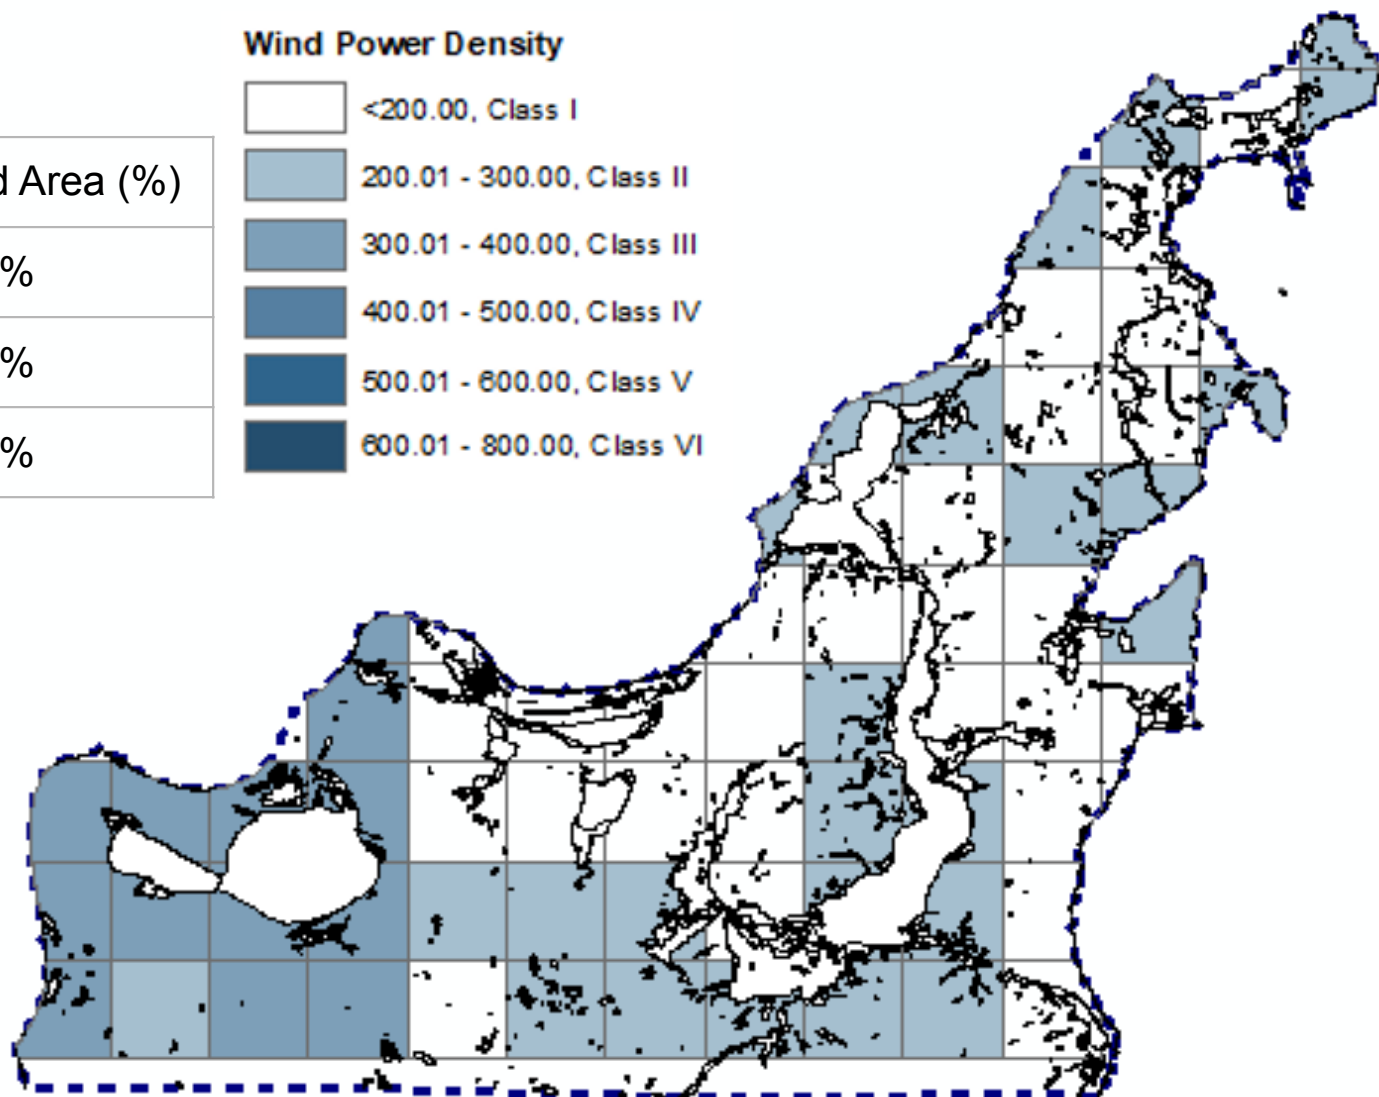 Wind Power Density
<200.00, Class I
200.01 - 300.00, Class II
300.01 - 400.00, Class III
400.01 - 500.00, Class IV
500.01 - 600.00, Class V
600.01 - 800.00, Class VI
Area (%)
%
%
%